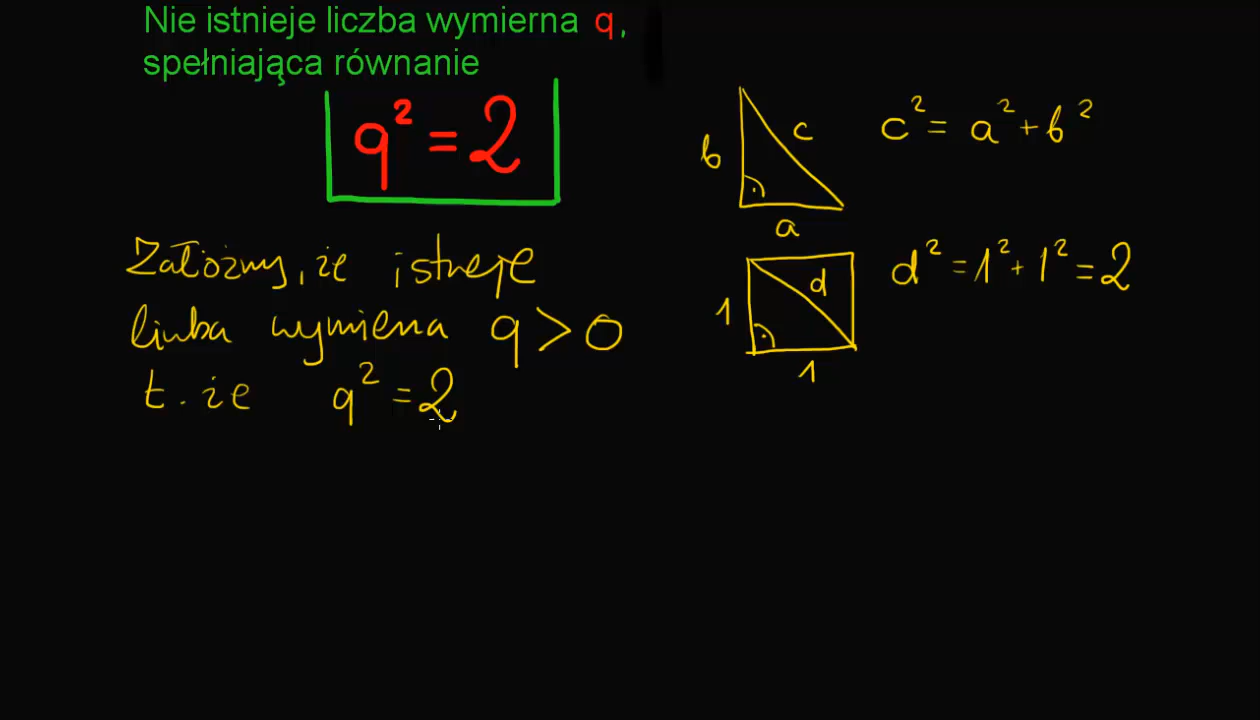 Nie istnieje liczba wymierna q,
spełniająca równanie
q² = 2
Załóżmy, że istnieje
liczba wymierna q > 0
t. że q² = 2
b
c
a
c² = a² + b²
d
1
1
d² = 1² + 1² = 2